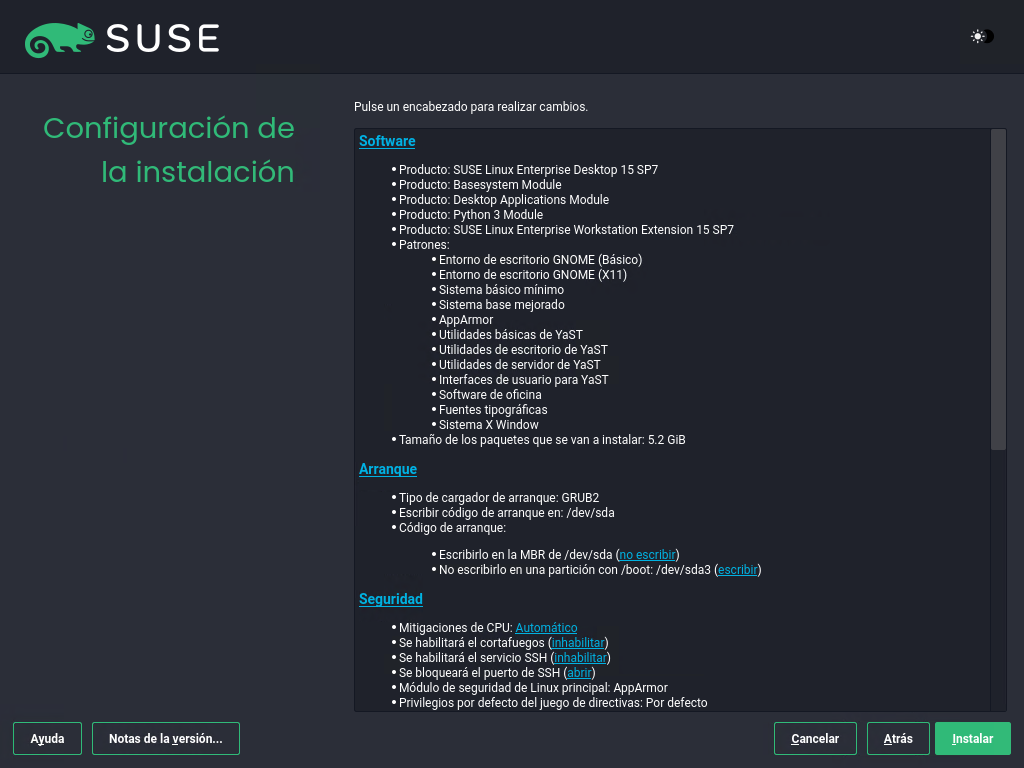 SUSE
Configuración de
la instalación
Pulse un encabezado para realizar cambios.
Software
• Producto: SUSE Linux Enterprise Desktop 15 SP7
• Producto: Basesystem Module
• Producto: Desktop Applications Module
• Producto: Python 3 Module
• Producto: SUSE Linux Enterprise Workstation Extension 15 SP7
• Patrones:
• Entorno de escritorio GNOME (Básico)
• Entorno de escritorio GNOME (X11)
• Sistema básico mínimo
• Sistema base mejorado
• AppArmor
• Utilidades básicas de YaST
• Utilidades de escritorio de YaST
• Utilidades de servidor de YaST
• Interfaces de usuario para YaST
• Software de oficina
• Fuentes tipográficas
• Sistema X Window
• Tamaño de los paquetes que se van a instalar: 5.2 GiB
Arranque
• Tipo de cargador de arranque: GRUB2
• Escribir código de arranque en: /dev/sda
• Código de arranque:
• Escribirlo en la MBR de /dev/sda (no escribir)
• No escribirlo en una partición con /boot: /dev/sda3 (escribir)
Seguridad
• Mitigaciones de CPU: Automático
• Se habilitará el cortafuegos (inhabilitar)
• Se habilitará el servicio SSH (inhabilitar)
• Se bloqueará el puerto de SSH (abrir)
• Módulo de seguridad de Linux principal: AppArmor
• Privilegios por defecto del juego de directivas: Por defecto
Ayuda Notas de la versión... Cancelar Atrás Instalar